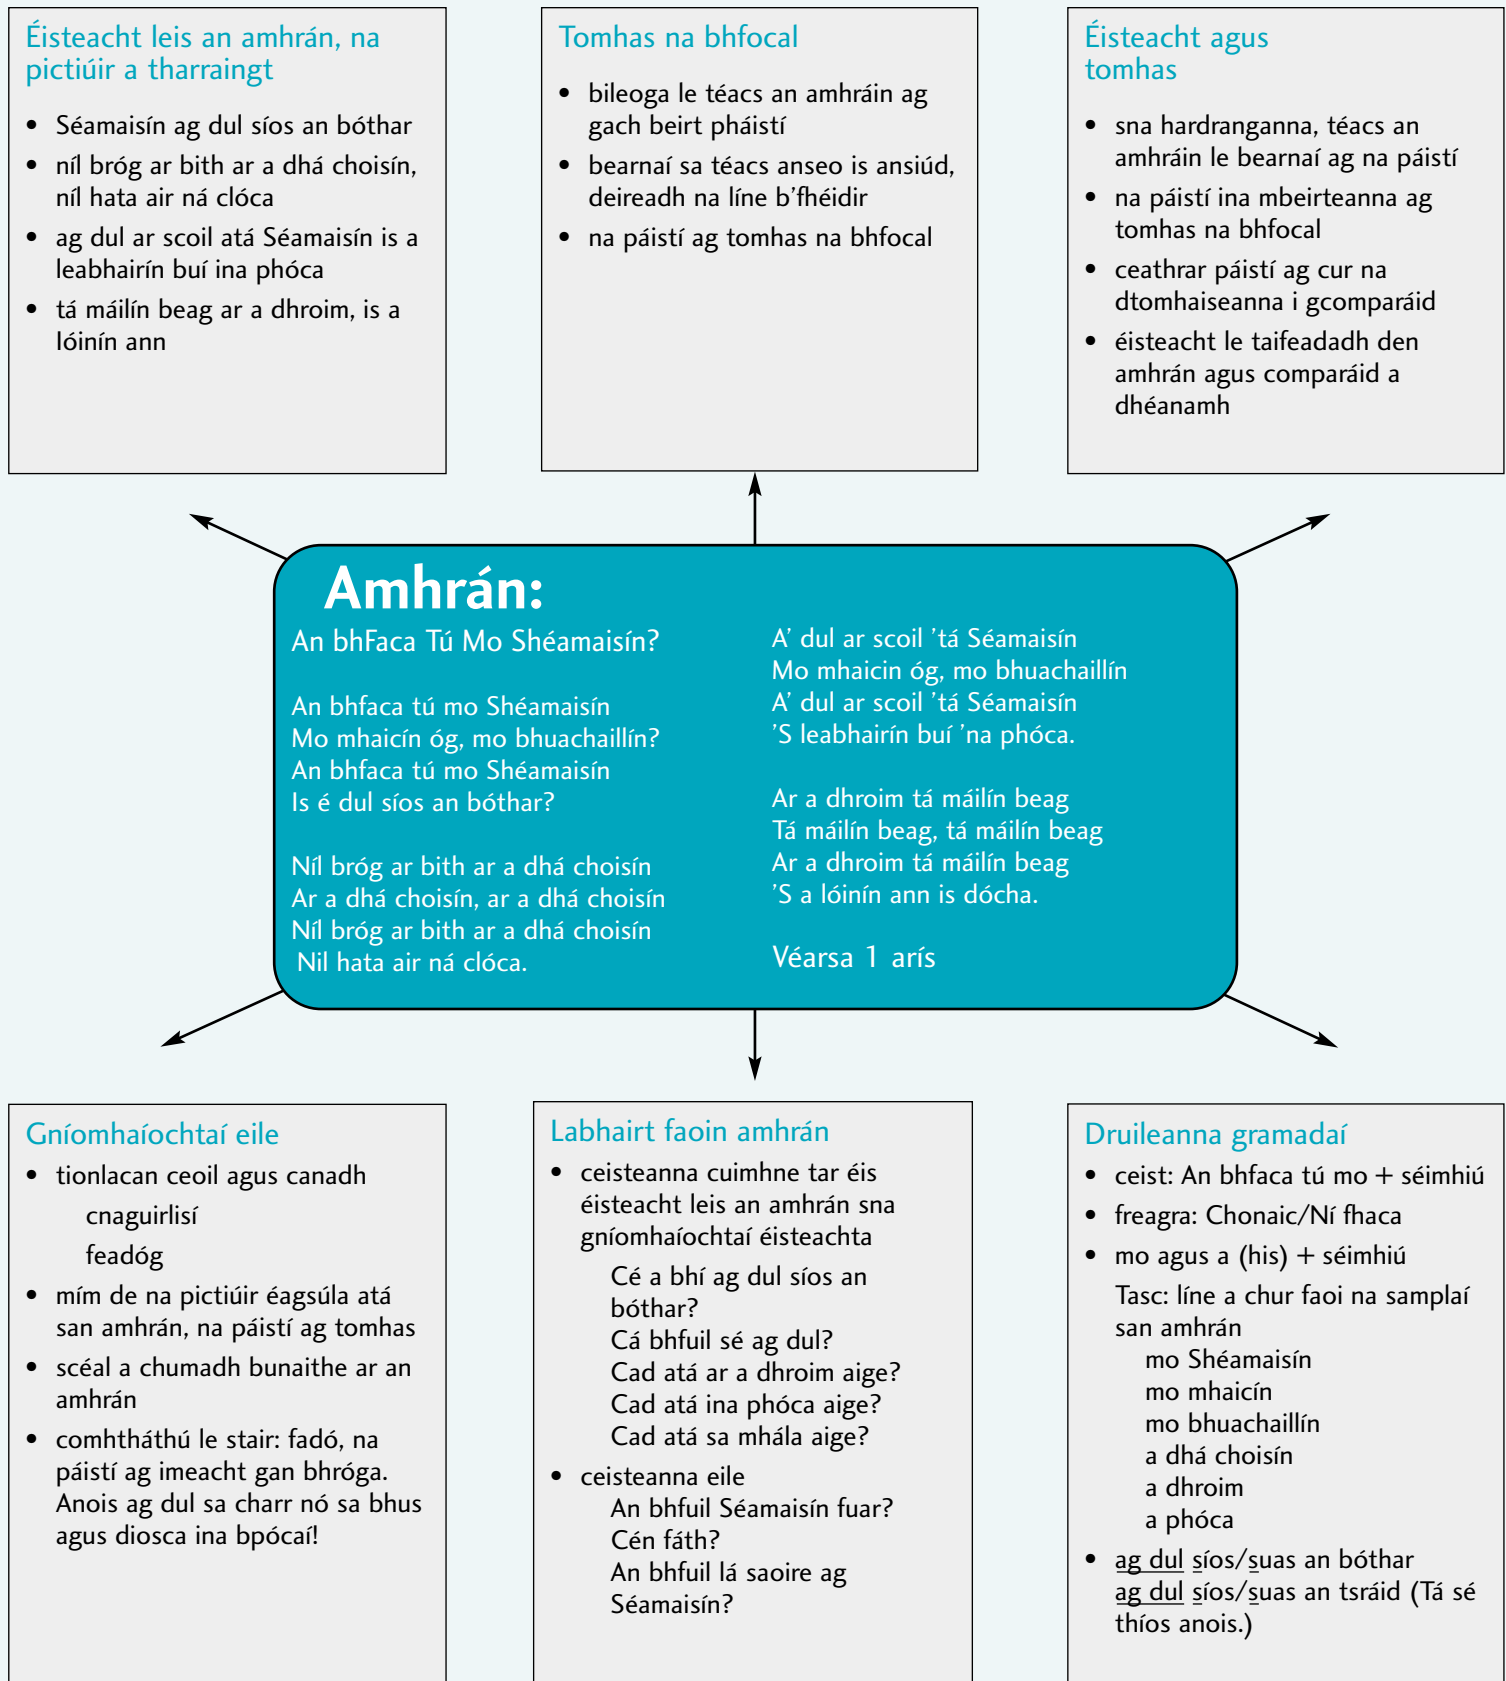 Éisteacht leis an amhrán, na
pictiúir a tharraingt
• Séamaisín ag dul síos an bóthar
• níl bróg ar bith ar a dhá choisín,
níl hata air ná clóca
• ag dul ar scoil atá Séamaisín is a
leabhairín buí ina phóca
• tá máilín beag ar a dhroim, is a
lóinín ann
Tomhas na bhfocal
• bileoga le téacs an amhráin ag
gach beirt pháistí
• bearnaí sa téacs anseo is ansiúd,
deireadh na líne b'fhéidir
• na páistí ag tomhas na bhfocal
Éisteacht agus
tomhas
• sna hardranganna, téacs an
amhráin le bearnaí ag na páistí
• na páistí ina mbeirteanna ag
tomhas na bhfocal
• ceathrar páistí ag cur na
dtomhaiseanna i gcomparáid
• éisteacht le taifeadadh den
amhrán agus comparáid a
dhéanamh
Amhrán:
An bhFaca Tú Mo Shéamaisín?
An bhfaca tú mo Shéamaisín
Mo mhaicín óg, mo bhuachaillín?
An bhfaca tú mo Shéamaisín
Is é dul síos an bóthar?
Níl bróg ar bith ar a dhá choisín
Ar a dhá choisín, ar a dhá choisín
Níl bróg ar bith ar a dhá choisín
Nil hata air ná clóca.
A' dul ar scoil 'tá Séamaisín
Mo mhaicin óg, mo bhuachaillín
A' dul ar scoil 'tá Séamaisín
'S leabhairín buí 'na phóca.
Ar a dhroim tá máilín beag
Tá máilín beag, tá máilín beag
Ar a dhroim tá máilín beag
'S a lóinín ann is dócha.
Véarsa 1 arís
Gníomhaíochtaí eile
• tionlacan ceoil agus canadh
cnaguirlisí
feadóg
• mím de na pictiúir éagsúla atá
san amhrán, na páistí ag tomhas
• scéal a chumadh bunaithe ar an
amhrán
• comhtháthú le stair: fadó, na
páistí ag imeacht gan bhróga.
Anois ag dul sa charr nó sa bhus
agus diosca ina bpócaí!
Labhairt faoin amhrán
• ceisteanna cuimhne tar éis
éisteacht leis an amhrán sna
gníomhaíochtaí éisteachta
Cé a bhí ag dul síos an
bóthar?
Cá bhfuil sé ag dul?
Cad atá ar a dhroim aige?
Cad atá ina phóca aige?
Cad atá sa mhála aige?
• ceisteanna eile
An bhfuil Séamaisín fuar?
Cén fáth?
An bhfuil lá saoire ag
Séamaisín?
Druileanna gramadaí
• ceist: An bhfaca tú mo + séimhiú
• freagra: Chonaic/Ní fhaca
• mo agus a (his) + séimhiú
Tasc: líne a chur faoi na samplaí
san amhrán
mo Shéamaisín
mo mhaicín
mo bhuachaillín
a dhá choisín
a dhroim
a phóca
• ag dul síos/suas an bóthar
ag dul síos/suas an tsráid (Tá sé
thíos anois.)